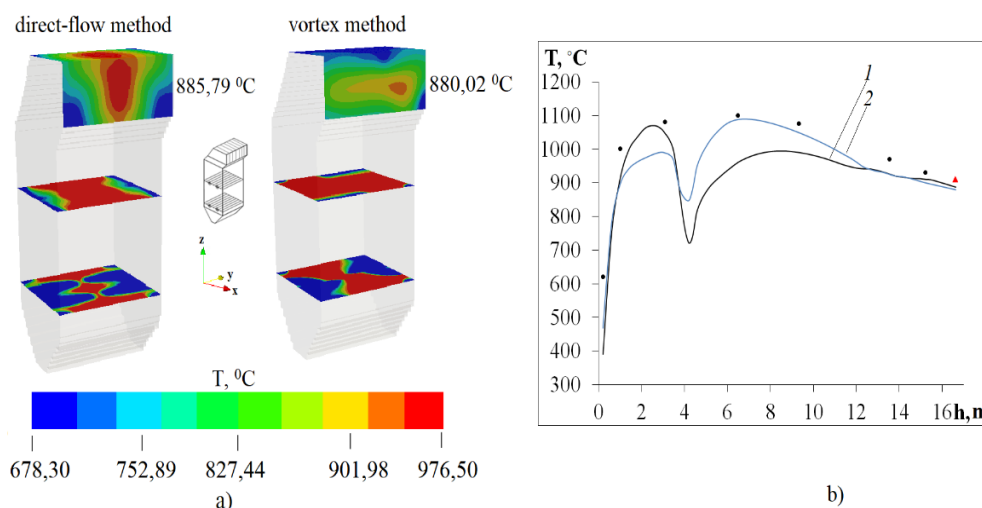 direct-flow method
vortex method
885,79 ⁰C
880,02 ⁰C
z
y
x
T, ⁰C
678,30 752,89 827,44 901,98 976,50
a)
T, °C
1200
1100
1000
900
800
700
600
500
400
300
0 2 4 6 8 10 12 14 16 h, m
1
2
b)